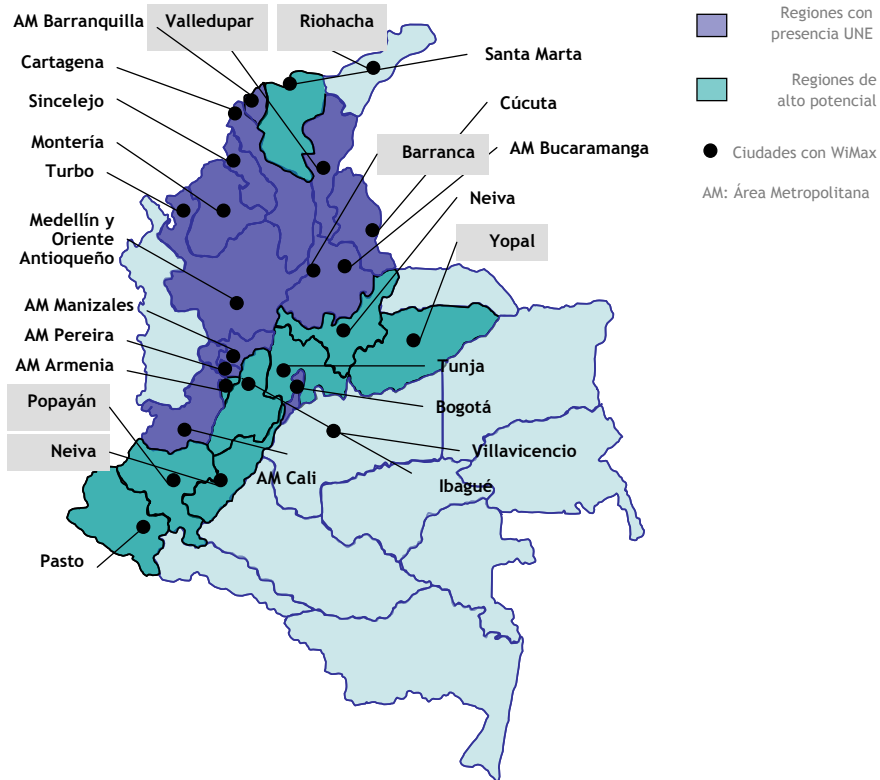 AM Barranquilla
Valledupar
Riohacha
Cartagena
Santa Marta
Sincelejo
Cúcuta
Montería
Barranca
AM Bucaramanga
Turbo
Neiva
Medellín y
Oriente
Antioqueño
Yopal
AM Manizales
AM Pereira
AM Armenia
Tunja
Popayán
Bogotá
Neiva
Villavicencio
AM Cali
Ibagué
Pasto
Regiones con
presencia UNE
Regiones de
alto potencial
Ciudades con WiMax
AM: Área Metropolitana